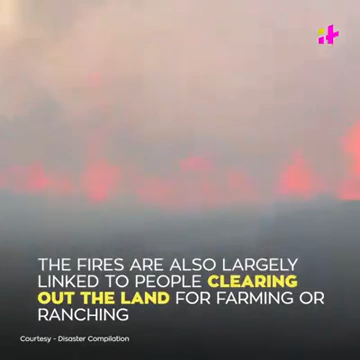 THE FIRES ARE ALSO LARGELY
LINKED TO PEOPLE CLEARING
OUT THE LAND FOR FARMING OR
RANCHING
Courtesy - Disaster Compilation